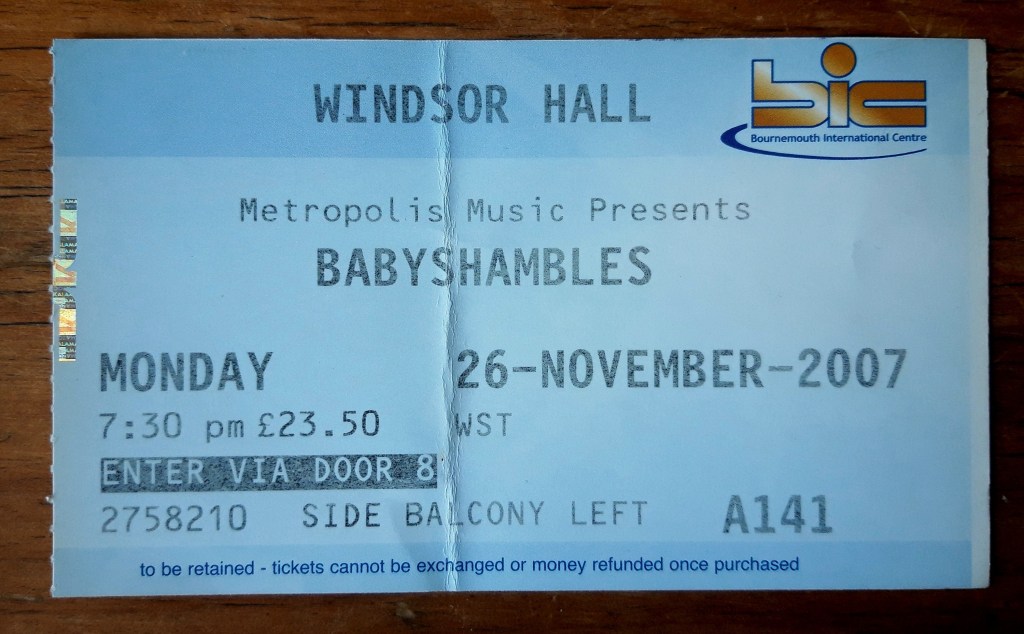 WINDSOR HALL
bic
Bournemouth International Centre
Metropolis Music Presents
BABYSHAMBLES
MONDAY 26-NOVEMBER-2007
7:30 pm £23.50 WST
ENTER VIA DOOR 8
2758210 SIDE BALCONY LEFT A141
to be retained - tickets cannot be exchanged or money refunded once purchased